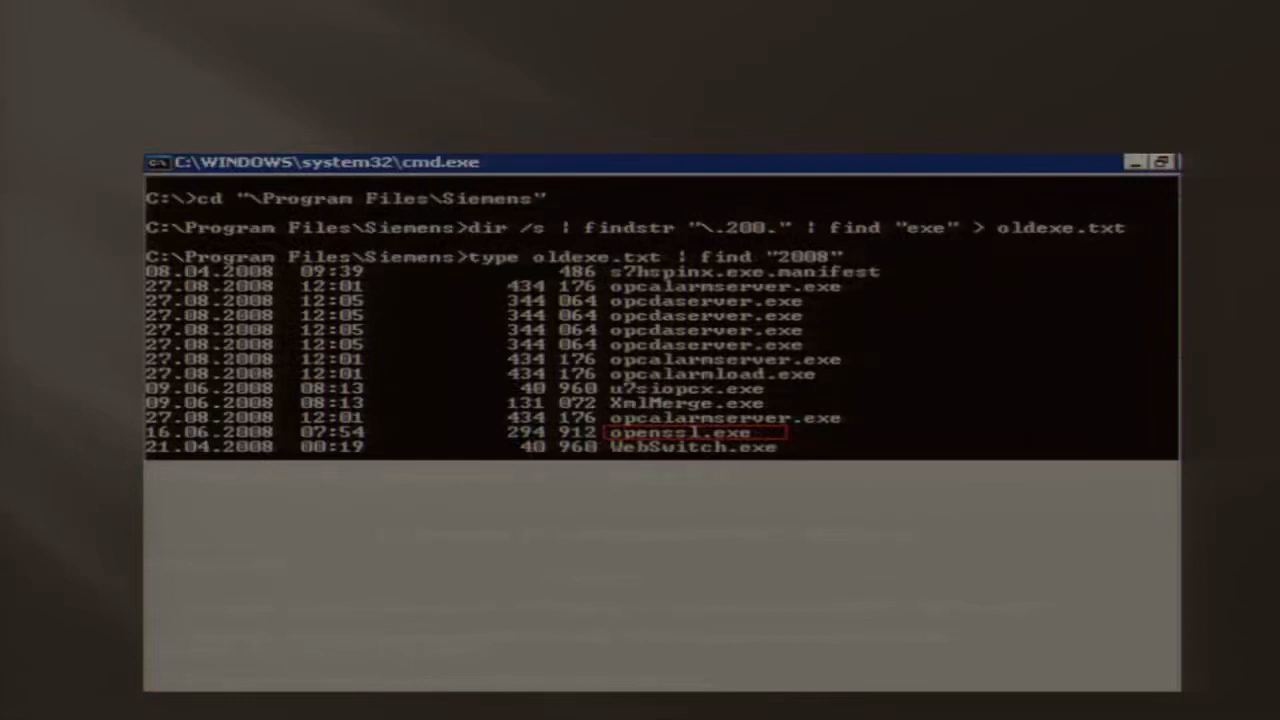 C:\WINDOWS\system32\cmd.exe
C:\>cd "\Program Files\Siemens"
C:\Program Files\Siemens>dir /s | findstr "\.200." | find "exe" > oldexe.txt
C:\Program Files\Siemens>type oldexe.txt | find "2008"
08.04.2008 09:39 486 s7hspinx.exe.manifest
27.08.2008 12:01 434 176 opcalarmserver.exe
27.08.2008 12:05 344 064 opcdaserver.exe
27.08.2008 12:05 344 064 opcdaserver.exe
27.08.2008 12:05 344 064 opcdaserver.exe
27.08.2008 12:05 344 064 opcdaserver.exe
27.08.2008 12:01 434 176 opcalarmserver.exe
27.08.2008 12:01 434 176 opcalarmload.exe
09.06.2008 08:13 40 960 u7siopcx.exe
09.06.2008 08:13 131 072 XmlMerge.exe
27.08.2008 12:01 434 176 opcalarmserver.exe
16.06.2008 07:54 294 912 openssl.exe
21.04.2008 00:19 40 960 WebSwitch.exe